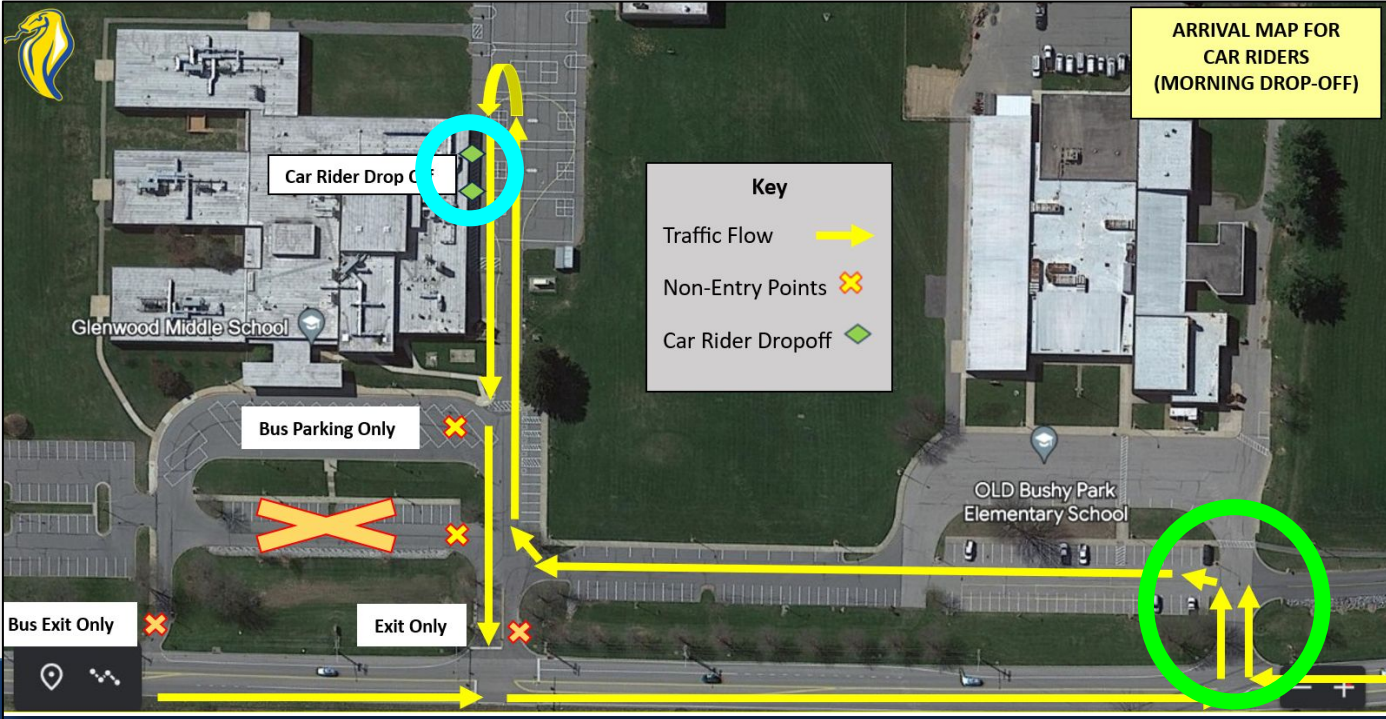 ARRIVAL MAP FOR
CAR RIDERS
(MORNING DROP-OFF)
Car Rider Drop Off
Key
Traffic Flow
Non-Entry Points
Car Rider Dropoff
Glenwood Middle School
Bus Parking Only
OLD Bushy Park
Elementary School
Bus Exit Only
Exit Only